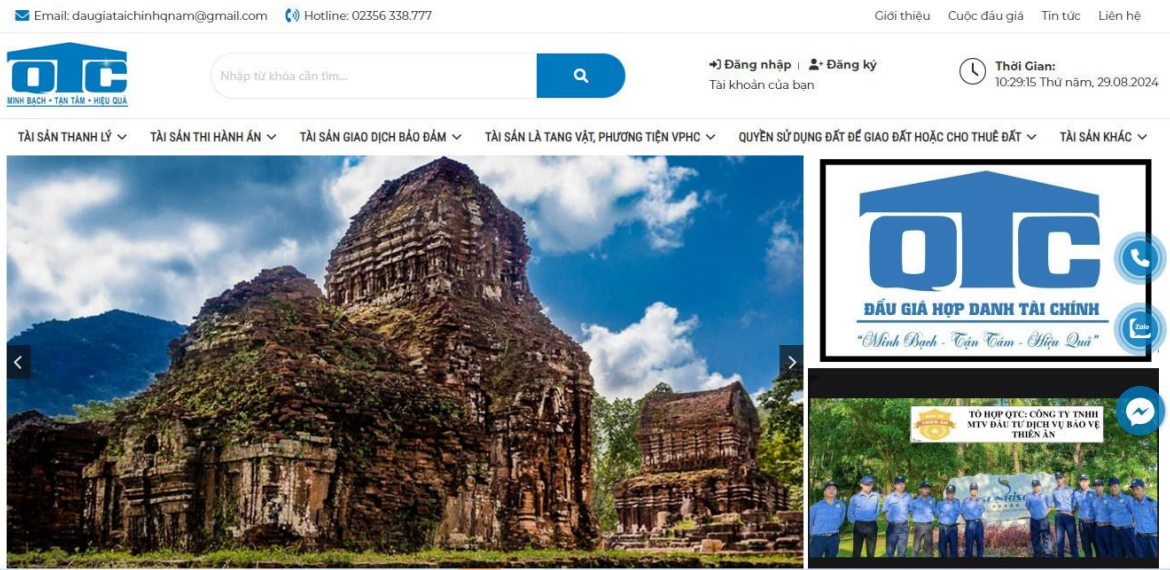 Email: daugiataichinhqnam@gmail.com
Hotline: 02356 338.777
Giới thiệu
Cuộc đấu giá
Tin tức
Liên hệ
QTC
MINH BẠCH • TẬN TÂM • HIỆU QUẢ
Nhập từ khóa cần tìm...
Đăng nhập
Đăng ký
Tài khoản của bạn
Thời Gian:
10:29:15 Thứ năm, 29.08.2024
TÀI SẢN THANH LÝ
TÀI SẢN THI HÀNH ÁN
TÀI SẢN GIAO DỊCH BẢO ĐẢM
TÀI SẢN LÀ TANG VẬT, PHƯƠNG TIỆN VPHC
QUYỀN SỬ DỤNG ĐẤT ĐỂ GIAO ĐẤT HOẶC CHO THUÊ ĐẤT
TÀI SẢN KHÁC
QTC
ĐẤU GIÁ HỢP DANH TÀI CHÍNH
"Minh Bạch - Tận Tâm - Hiệu Quả"
Zalo
THIÊN ÂN
TỔ HỢP QTC: CÔNG TY TNHH
MTV ĐẦU TƯ DỊCH VỤ BẢO VỆ
THIÊN ÂN